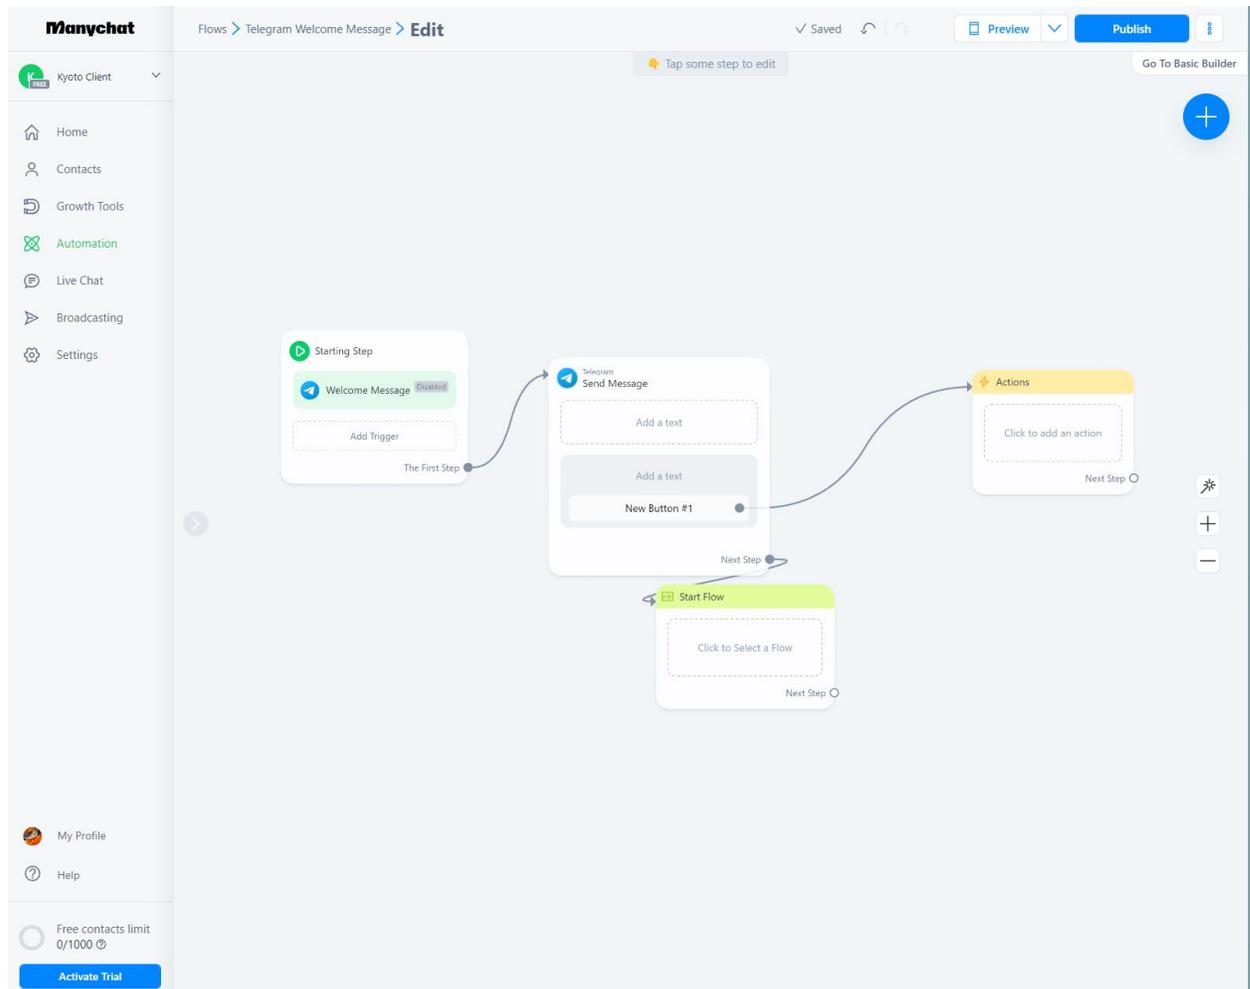 Manychat
Flows Telegram Welcome Message Edit
Saved
Preview
Publish
👇 Tap some step to edit
Go To Basic Builder
K
FREE
Kyoto Client
Home
Contacts
Growth Tools
Automation
Live Chat
Broadcasting
Settings
Starting Step
Welcome Message Disabled
Add Trigger
The First Step
Telegram
Send Message
Add a text
Add a text
New Button #1
Next Step
Actions
Click to add an action
Next Step
Start Flow
Click to Select a Flow
Next Step
My Profile
Help
Free contacts limit
0/1000
Activate Trial